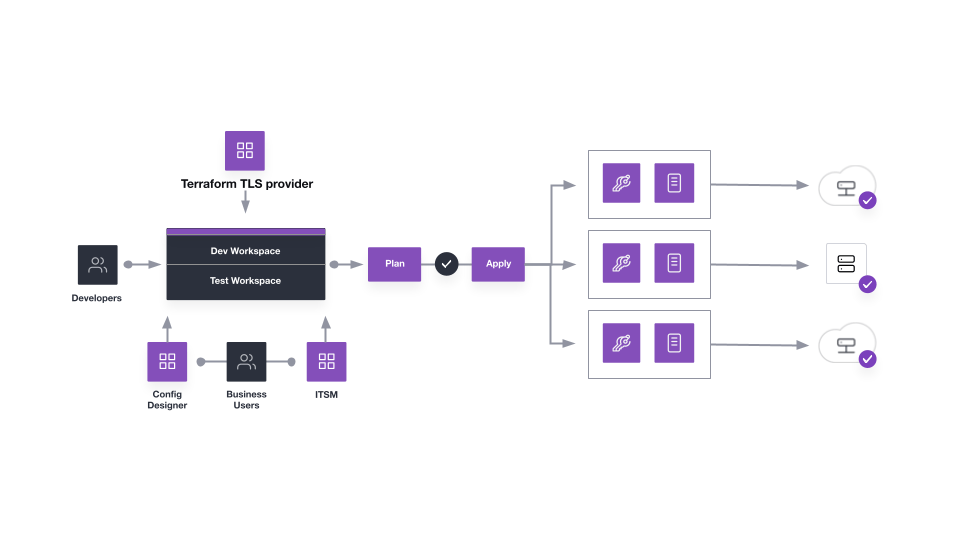 Terraform TLS provider
Dev Workspace
Test Workspace
Plan
Apply
Developers
Config
Designer
Business
Users
ITSM